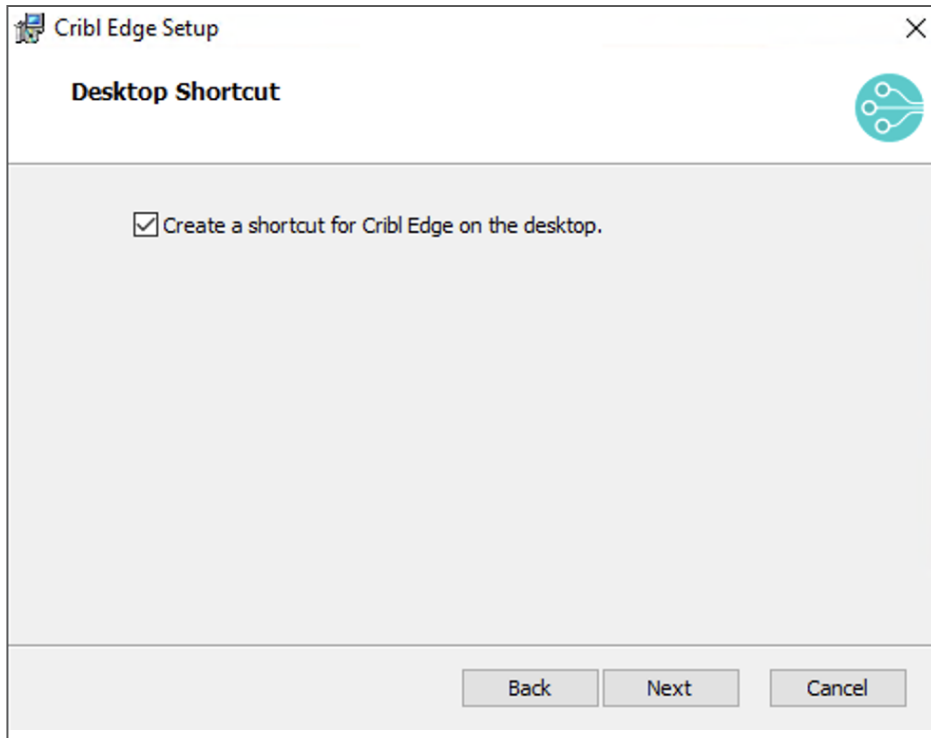 Cribl Edge Setup
Desktop Shortcut
Create a shortcut for Cribl Edge on the desktop.
Back Next Cancel